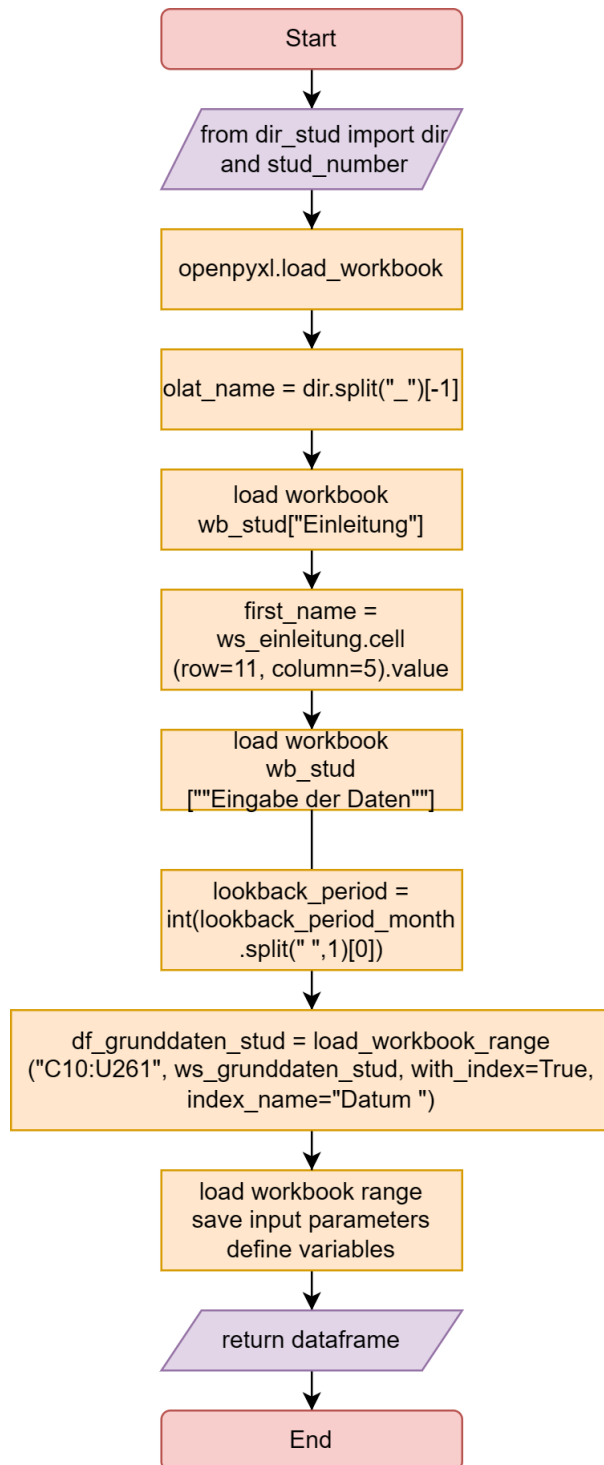 Start
from dir_stud import dir
and stud_number
openpyxl.load_workbook
olat_name = dir.split("_")[-1]
load workbook
wb_stud["Einleitung"]
first_name =
ws_einleitung.cell
(row=11, column=5).value
load workbook
wb_stud
[""Eingabe der Daten""]
lookback_period =
int(lookback_period_month
.split(" ",1)[0])
df_grunddaten_stud = load_workbook_range
("C10:U261", ws_grunddaten_stud, with_index=True,
index_name="Datum ")
load workbook range
save input parameters
define variables
return dataframe
End